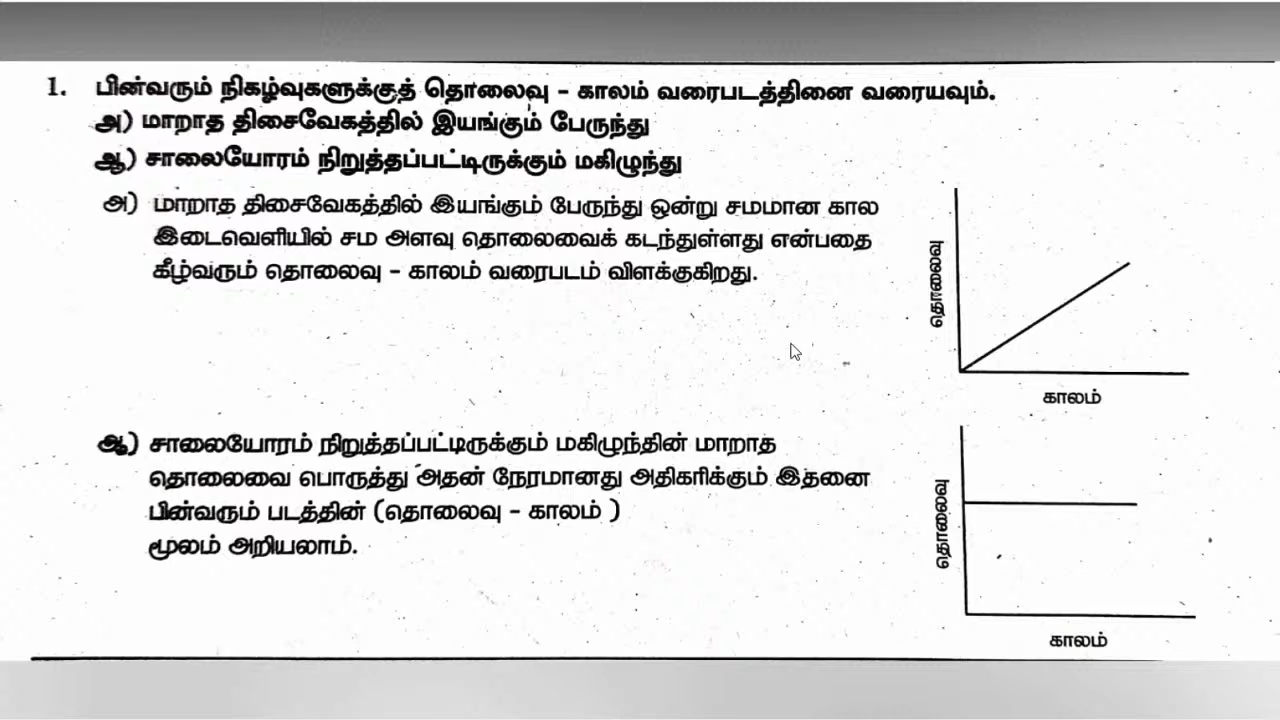 1. பின்வரும் நிகழ்வுகளுக்குத் தொலைவு - காலம் வரைபடத்தினை வரையவும்.
அ) மாறாத திசைவேகத்தில் இயங்கும் பேருந்து
ஆ) சாலையோரம் நிறுத்தப்பட்டிருக்கும் மகிழுந்து
அ) மாறாத திசைவேகத்தில் இயங்கும் பேருந்து ஒன்று சமமான கால
இடைவெளியில் சம அளவு தொலைவைக் கடந்துள்ளது என்பதை
கீழ்வரும் தொலைவு - காலம் வரைபடம் விளக்குகிறது.
தொலைவு
காலம்
ஆ) சாலையோரம் நிறுத்தப்பட்டிருக்கும் மகிழுந்தின் மாறாத
தொலைவை பொருத்து அதன் நேரமானது அதிகரிக்கும் இதனை
பின்வரும் படத்தின் (தொலைவு - காலம் )
மூலம் அறியலாம்.
தொலைவு
காலம்